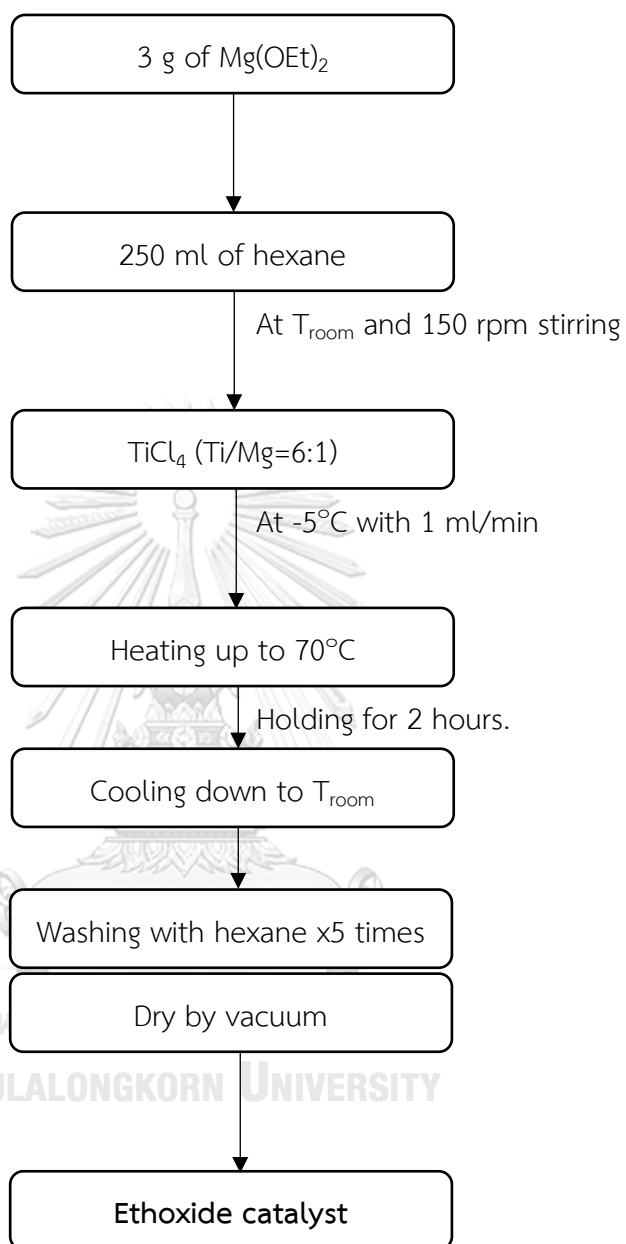 3 g of Mg(OEt)₂
250 ml of hexane
At Tᵣₒₒₘ and 150 rpm stirring
TiCl₄ (Ti/Mg=6:1)
At -5°C with 1 ml/min
Heating up to 70°C
Holding for 2 hours.
Cooling down to Tᵣₒₒₘ
Washing with hexane x5 times
Dry by vacuum
ULALONGKORN UNIVERSITY
Ethoxide catalyst